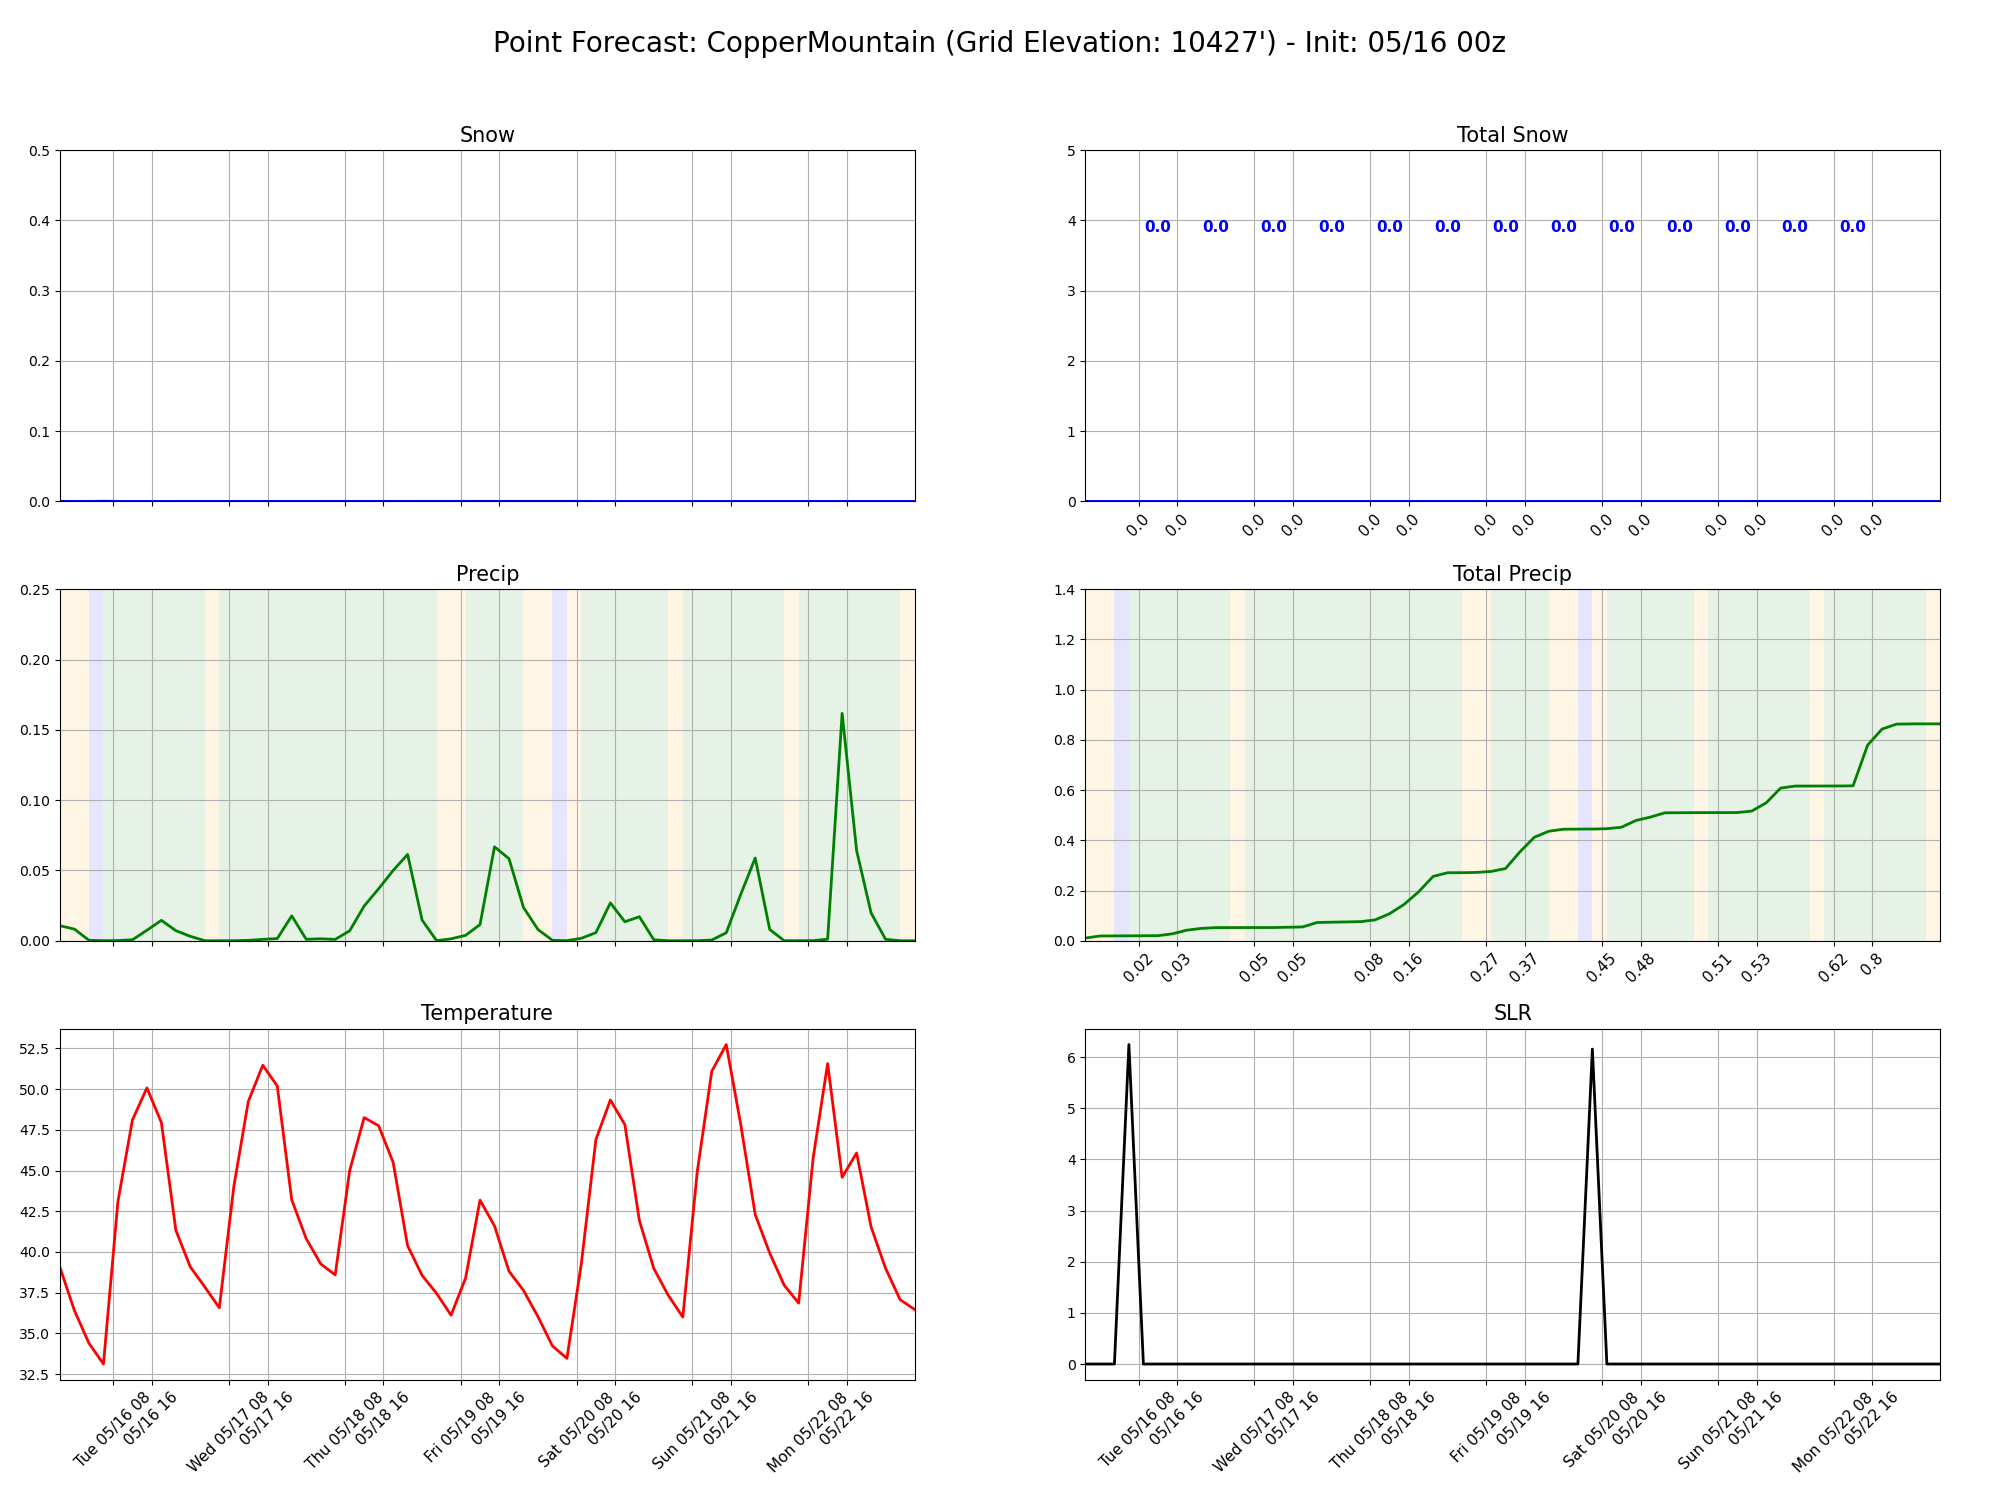 Point Forecast: CopperMountain (Grid Elevation: 10427') - Init: 05/16 00z
Snow
0.5
0.4
0.3
0.2
0.1
0.0
Total Snow
5
4
3
2
1
0
0.0 0.0 0.0 0.0 0.0 0.0 0.0 0.0 0.0 0.0 0.0 0.0 0.0
0.0 0.0 0.0 0.0 0.0 0.0 0.0 0.0 0.0 0.0 0.0 0.0 0.0 0.0
Precip
0.25
0.20
0.15
0.10
0.05
0.00
Total Precip
1.4
1.2
1.0
0.8
0.6
0.4
0.2
0.0
0.02 0.03 0.05 0.05 0.08 0.16 0.27 0.37 0.45 0.48 0.51 0.53 0.62 0.8
Temperature
52.5
50.0
47.5
45.0
42.5
40.0
37.5
35.0
32.5
Tue 05/16 08
05/16 16
Wed 05/17 08
05/17 16
Thu 05/18 08
05/18 16
Fri 05/19 08
05/19 16
Sat 05/20 08
05/20 16
Sun 05/21 08
05/21 16
Mon 05/22 08
05/22 16
SLR
6
5
4
3
2
1
0
Tue 05/16 08
05/16 16
Wed 05/17 08
05/17 16
Thu 05/18 08
05/18 16
Fri 05/19 08
05/19 16
Sat 05/20 08
05/20 16
Sun 05/21 08
05/21 16
Mon 05/22 08
05/22 16